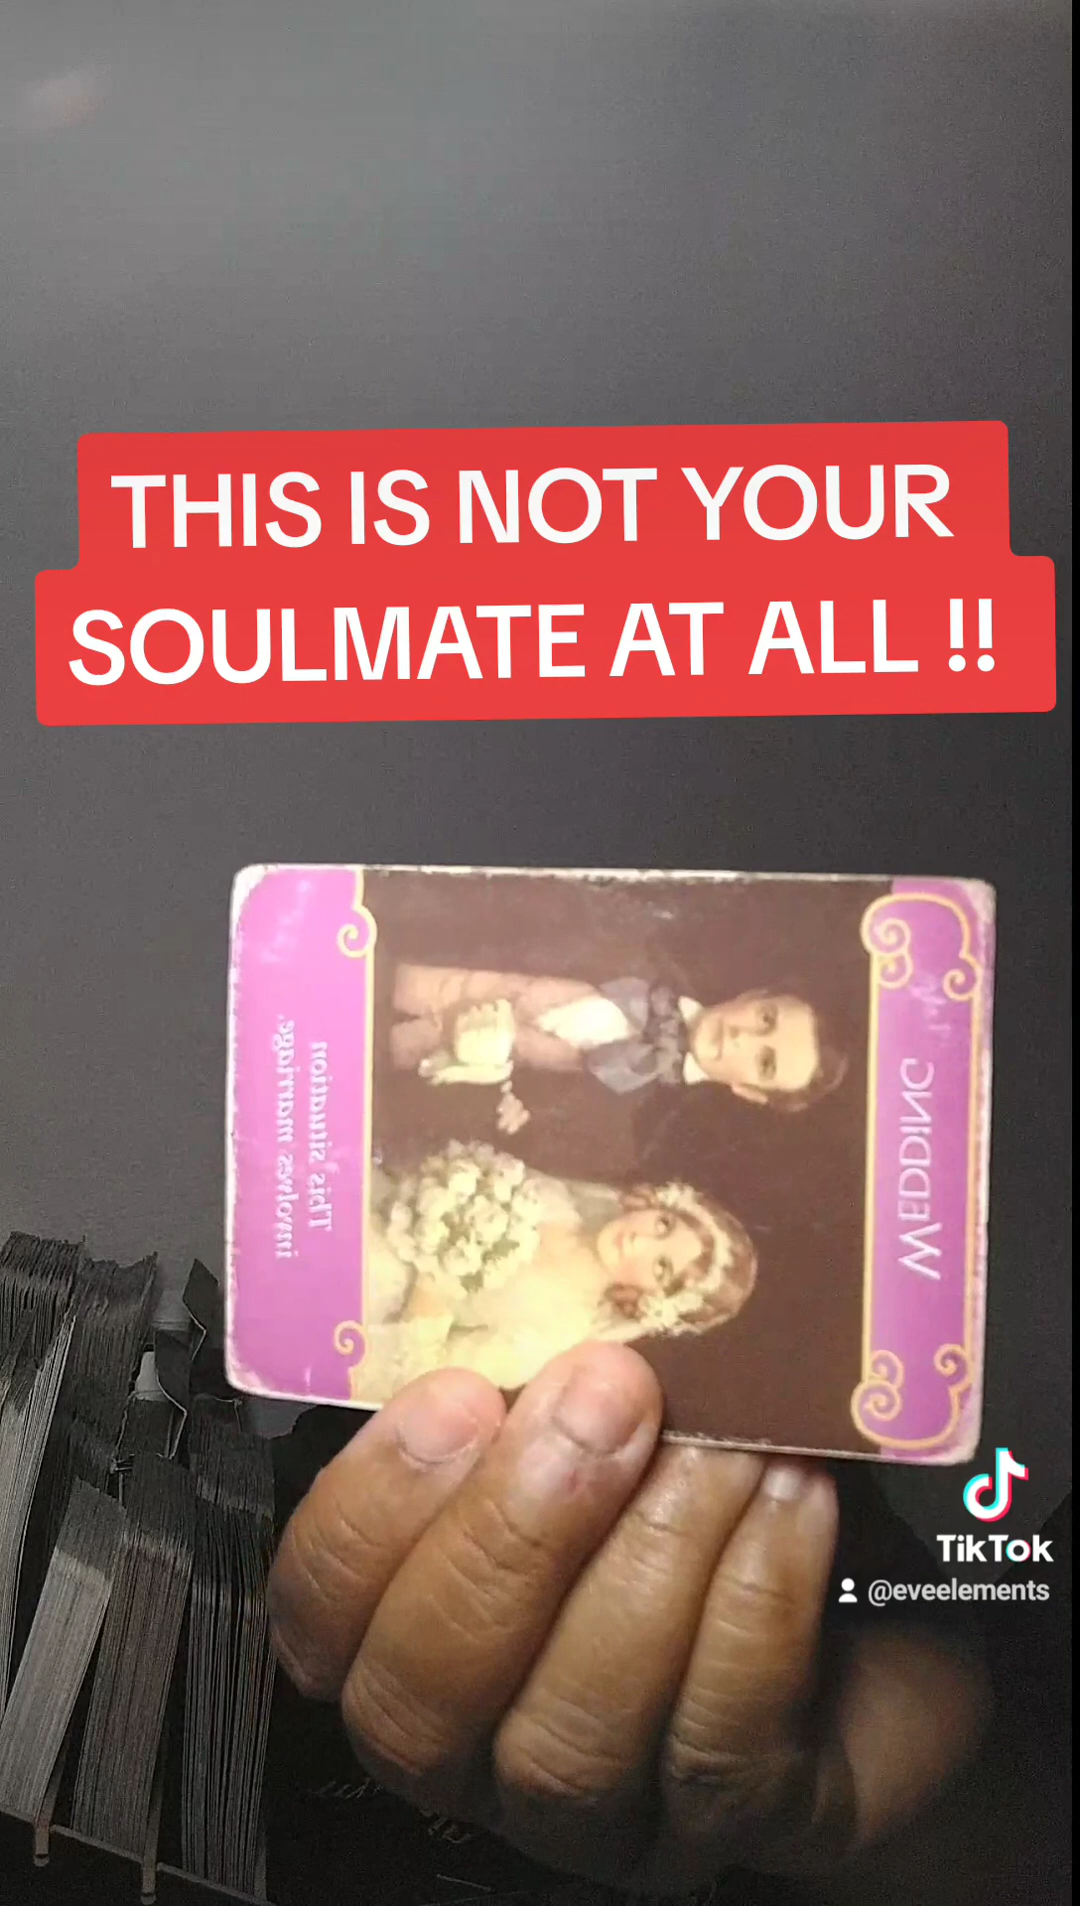 THIS IS NOT YOUR
SOULMATE AT ALL !!
WEDDING
This situation
involves marriage.
TikTok
@eveelements